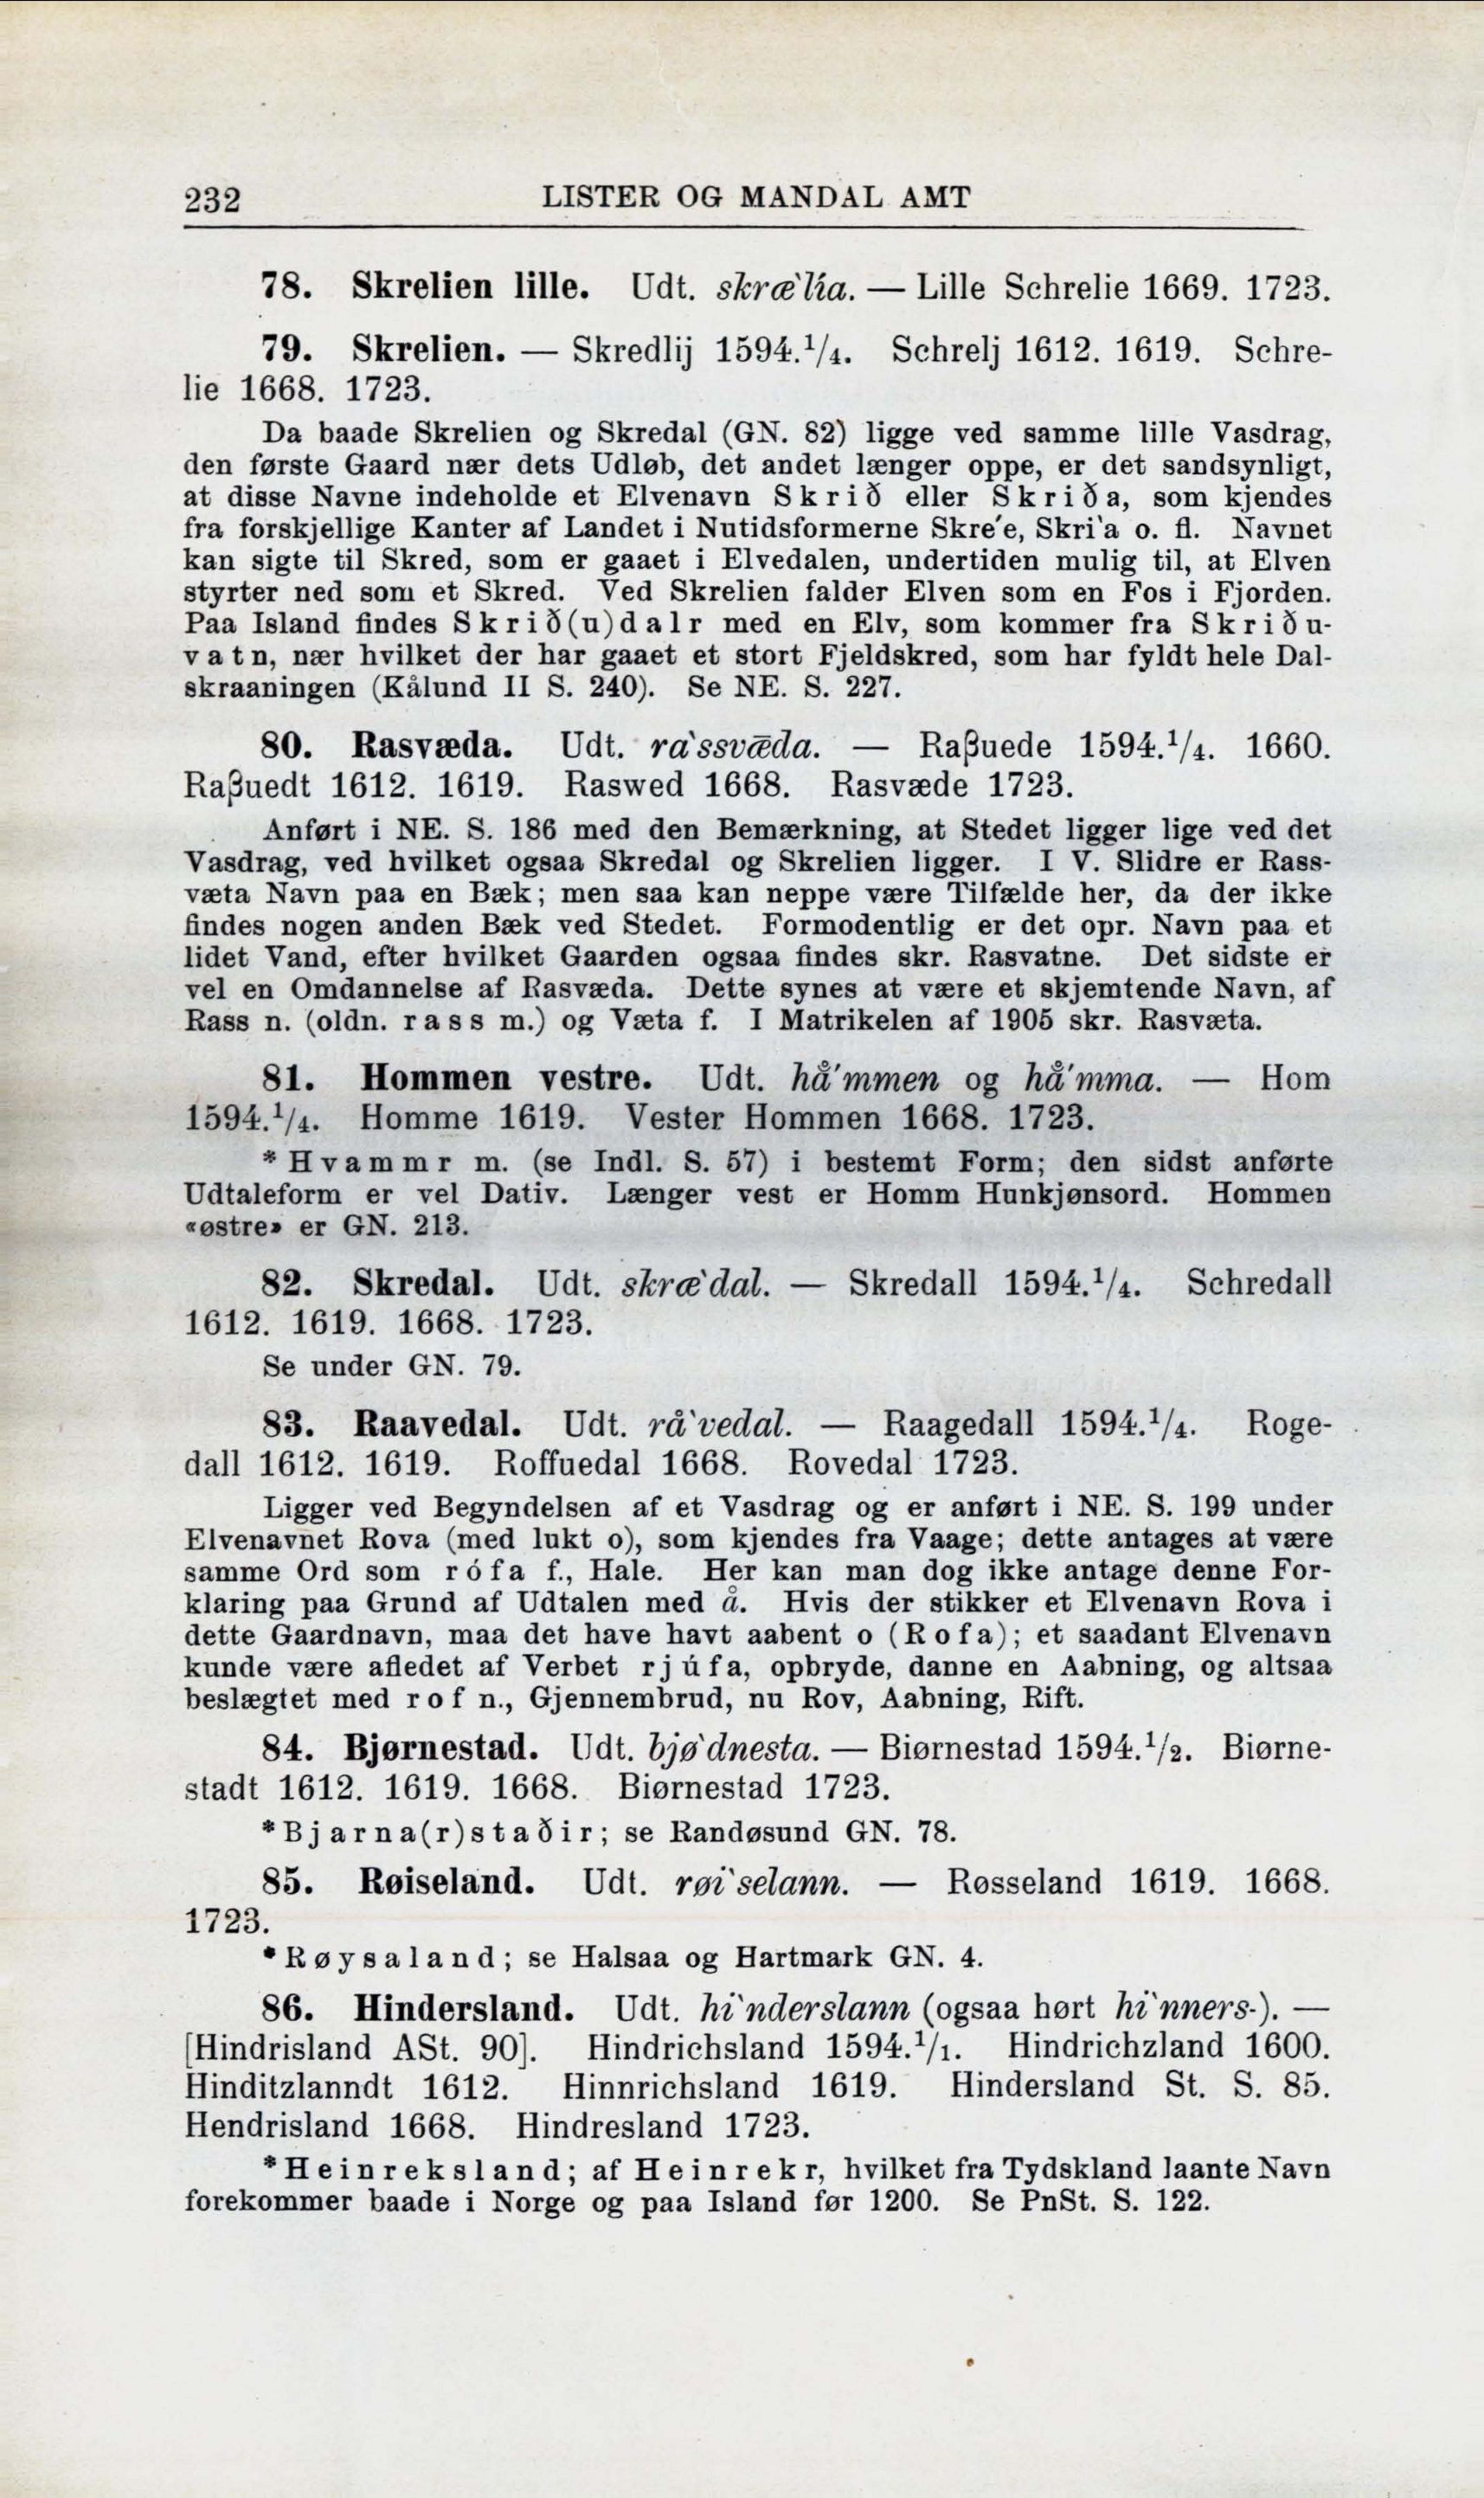 232 LISTER OG MANDAL AMT
78. Skrelien lille. Udt. skræ`lia. — Lille Schrelie 1669. 1723.
79. Skrelien. — Skredlij 1594.¹/₄. Schrelj 1612. 1619. Schre-
lie 1668. 1723.
Da baade Skrelien og Skredal (GN. 82) ligge ved samme lille Vasdrag,
den første Gaard nær dets Udløb, det andet længer oppe, er det sandsynligt,
at disse Navne indeholde et Elvenavn Skrið eller Skriða, som kjendes
fra forskjellige Kanter af Landet i Nutidsformerne Skre´e, Skri`a o. fl. Navnet
kan sigte til Skred, som er gaaet i Elvedalen, undertiden mulig til, at Elven
styrter ned som et Skred. Ved Skrelien falder Elven som en Fos i Fjorden.
Paa Island findes Skrið(u)dalr med en Elv, som kommer fra Skriðu-
vatn, nær hvilket der har gaaet et stort Fjeldskred, som har fyldt hele Dal-
skraaningen (Kålund II S. 240). Se NE. S. 227.
80. Rasvæda. Udt. ra`ssvæ̅da. — Raβuede 1594.¹/₄. 1660.
Raβuedt 1612. 1619. Raswed 1668. Rasvæde 1723.
Anført i NE. S. 186 med den Bemærkning, at Stedet ligger lige ved det
Vasdrag, ved hvilket ogsaa Skredal og Skrelien ligger. I V. Slidre er Rass-
væta Navn paa en Bæk; men saa kan neppe være Tilfælde her, da der ikke
findes nogen anden Bæk ved Stedet. Formodentlig er det opr. Navn paa et
lidet Vand, efter hvilket Gaarden ogsaa findes skr. Rasvatne. Det sidste er
vel en Omdannelse af Rasvæda. Dette synes at være et skjemtende Navn, af
Rass n. (oldn. rass m.) og Væta f. I Matrikelen af 1905 skr. Rasvæta.
81. Hommen vestre. Udt. hå´mmen og hå´mma. — Hom
1594.¹/₄. Homme 1619. Vester Hommen 1668. 1723.
*Hvammr m. (se Indl. S. 57) i bestemt Form; den sidst anførte
Udtaleform er vel Dativ. Længer vest er Homm Hunkjønsord. Hommen
«østre» er GN. 213.
82. Skredal. Udt. skræ`dal. — Skredall 1594.¹/₄. Schredall
1612. 1619. 1668. 1723.
Se under GN. 79.
83. Raavedal. Udt. rå`vedal. — Raagedall 1594.¹/₄. Roge-
dall 1612. 1619. Roffuedal 1668. Rovedal 1723.
Ligger ved Begyndelsen af et Vasdrag og er anført i NE. S. 199 under
Elvenavnet Rova (med lukt o), som kjendes fra Vaage; dette antages at være
samme Ord som rófa f., Hale. Her kan man dog ikke antage denne For-
klaring paa Grund af Udtalen med å. Hvis der stikker et Elvenavn Rova i
dette Gaardnavn, maa det have havt aabent o (Rofa); et saadant Elvenavn
kunde være afledet af Verbet rjúfa, opbryde, danne en Aabning, og altsaa
beslægtet med rof n., Gjennembrud, nu Rov, Aabning, Rift.
84. Bjørnestad. Udt. bjø`dnesta. — Biørnestad 1594.¹/₂. Biørne-
stadt 1612. 1619. 1668. Biørnestad 1723.
*Bjarna(r)staðir; se Randøsund GN. 78.
85. Røiseland. Udt. røi`selann. — Røsseland 1619. 1668.
1723.
*Røysaland; se Halsaa og Hartmark GN. 4.
86. Hindersland. Udt. hi`nderslann (ogsaa hørt hi`nners-). —
[Hindrisland ASt. 90]. Hindrichsland 1594.¹/₁. Hindrichzland 1600.
Hinditzlanndt 1612. Hinnrichsland 1619. Hindersland St. S. 85.
Hendrisland 1668. Hindresland 1723.
*Heinreksland; af Heinrekr, hvilket fra Tydskland laante Navn
forekommer baade i Norge og paa Island før 1200. Se PnSt. S. 122.